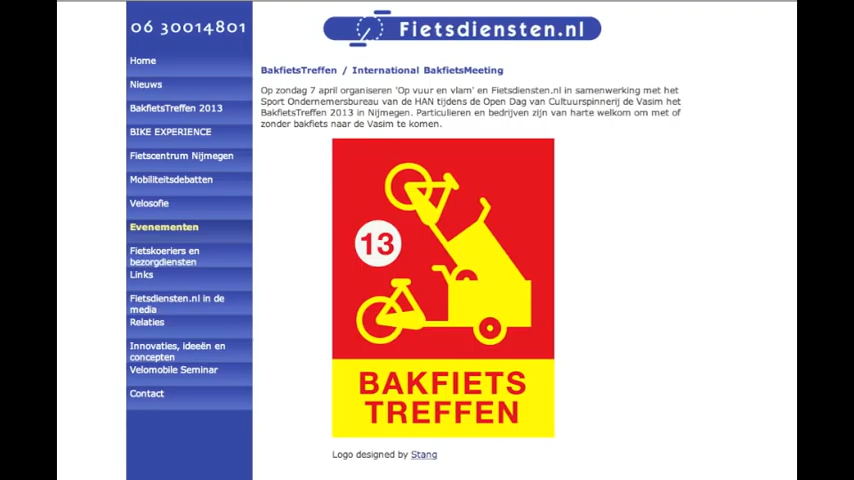 06 30014801
Fietsdiensten.nl
Home
Nieuws
BakfietsTreffen 2013
BIKE EXPERIENCE
Fietscentrum Nijmegen
Mobiliteitsdebatten
Velosofie
Evenementen
Fietskoeriers en
bezorgdiensten
Links
Fietsdiensten.nl in de
media
Relaties
Innovaties, ideeën en
concepten
Velomobile Seminar
Contact
BakfietsTreffen / International BakfietsMeeting
Op zondag 7 april organiseren 'Op vuur en vlam' en Fietsdiensten.nl in samenwerking met het
Sport Ondernemersbureau van de HAN tijdens de Open Dag van Cultuurspinnerij de Vasim het
BakfietsTreffen 2013 in Nijmegen. Particulieren en bedrijven zijn van harte welkom om met of
zonder bakfiets naar de Vasim te komen.
13
BAKFIETS
TREFFEN
Logo designed by Stang